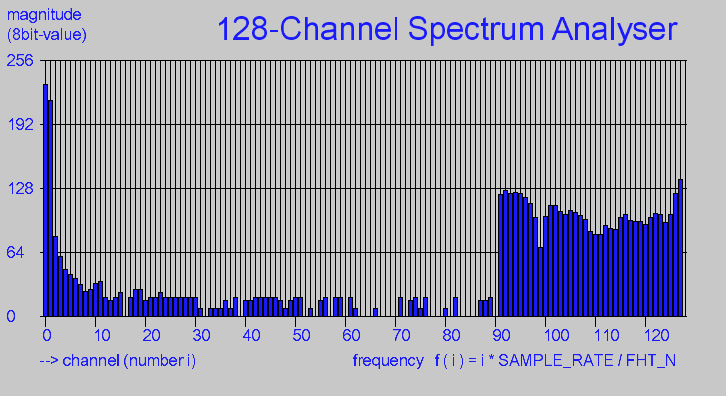 magnitude
(8bit-value)
128-Channel Spectrum Analyser
256
192
128
64
0
0 10 20 30 40 50 60 70 80 90 100 110 120
--> channel (number i)
frequency f ( i ) = i * SAMPLE_RATE / FHT_N